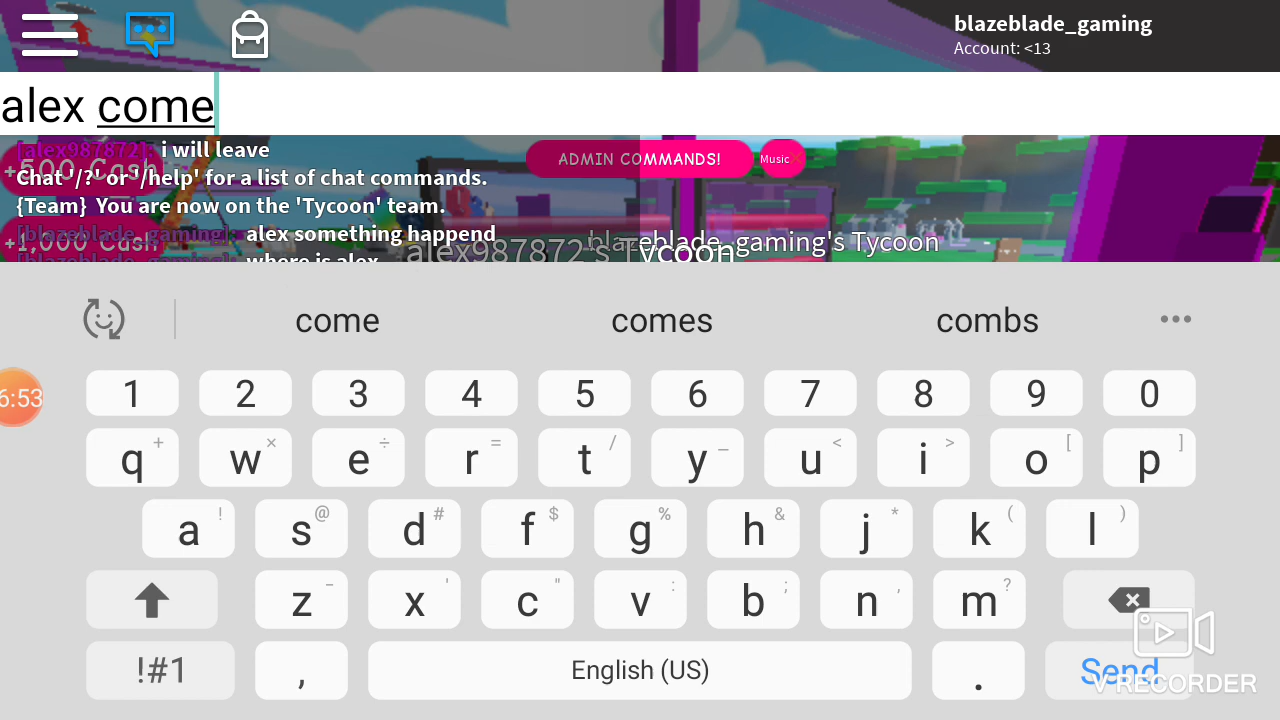 blazeblade_gaming
Account: <13
alex come
[alex987872]: i will leave
+500 Cash
ADMIN COMMANDS!
Music
Chat '/?' or '/help' for a list of chat commands.
{Team} You are now on the 'Tycoon' team.
[blazeblade_gaming]: alex something happend
+1,000 Cash
blazeblade_gaming's Tycoon
alex987872's Tycoon
[blazeblade_gaming]: where is alex
come comes combs
6:53
1 2 3 4 5 6 7 8 9 0
+ × ÷ = / _ < > [ ]
q w e r t y u i o p
! @ # $ % & * ( )
a s d f g h j k l
- ' " : ; , ?
z x c v b n m
!#1 , English (US) . Send
V RECORDER